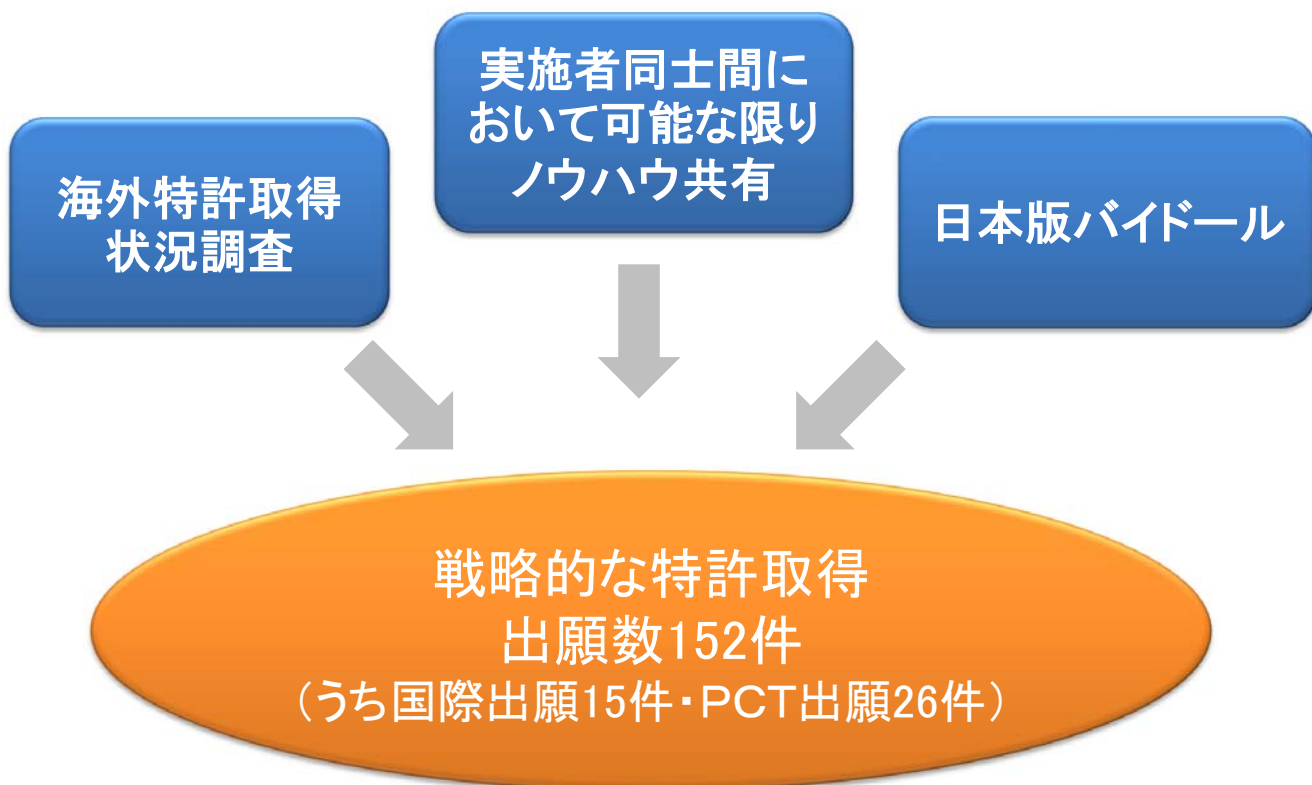 海外特許取得
状況調査
実施者同士間に
おいて可能な限り
ノウハウ共有
日本版バイドール
戦略的な特許取得
出願数152件
（うち国際出願15件・ＰＣＴ出願26件）